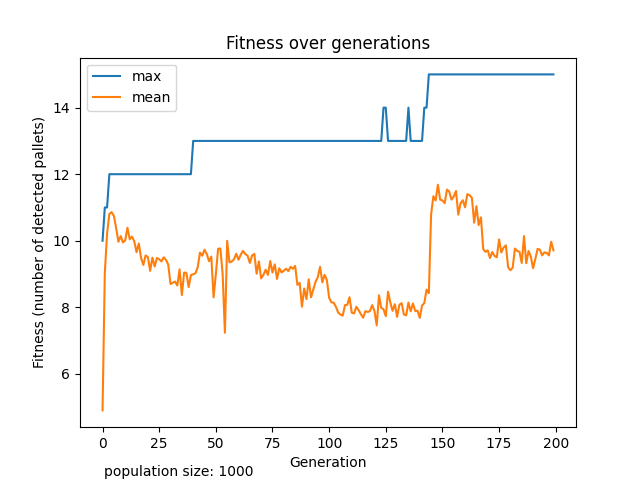 Fitness over generations
max
mean
Fitness (number of detected pallets)
14
12
10
8
6
0 25 50 75 100 125 150 175 200
Generation
population size: 1000